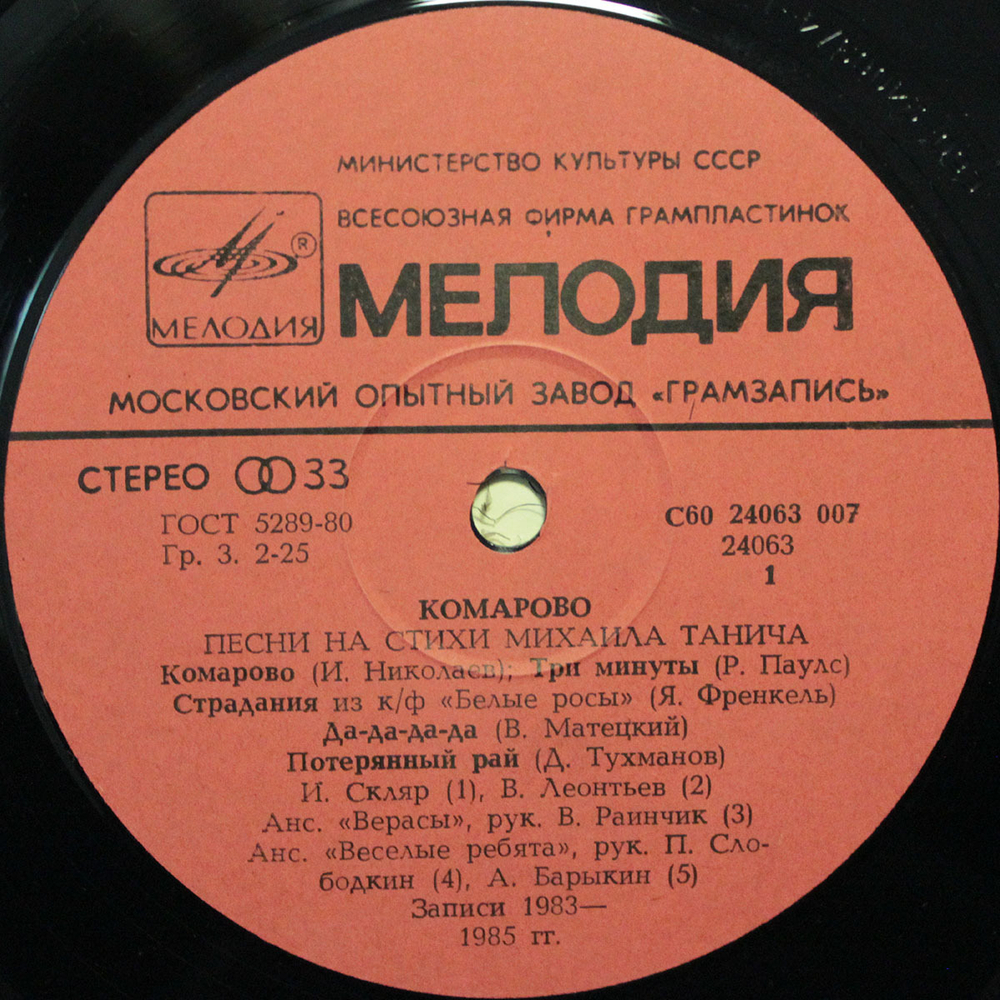 МИНИСТЕРСТВО КУЛЬТУРЫ СССР
ВСЕСОЮЗНАЯ ФИРМА ГРАМПЛАСТИНОК
МЕЛОДИЯ ®
МЕЛОДИЯ
МОСКОВСКИЙ ОПЫТНЫЙ ЗАВОД «ГРАМЗАПИСЬ»
СТЕРЕО 33
ГОСТ 5289-80
Гр. 3. 2-25
С60 24063 007
24063
1
КОМАРОВО
ПЕСНИ НА СТИХИ МИХАИЛА ТАНИЧА
Комарово (И. Николаев); Три минуты (Р. Паулс)
Страдания из к/ф «Белые росы» (Я. Френкель)
Да-да-да-да (В. Матецкий)
Потерянный рай (Д. Тухманов)
И. Скляр (1), В. Леонтьев (2)
Анс. «Верасы», рук. В. Раинчик (3)
Анс. «Веселые ребята», рук. П. Сло-
бодкин (4), А. Барыкин (5)
Записи 1983—
1985 гг.